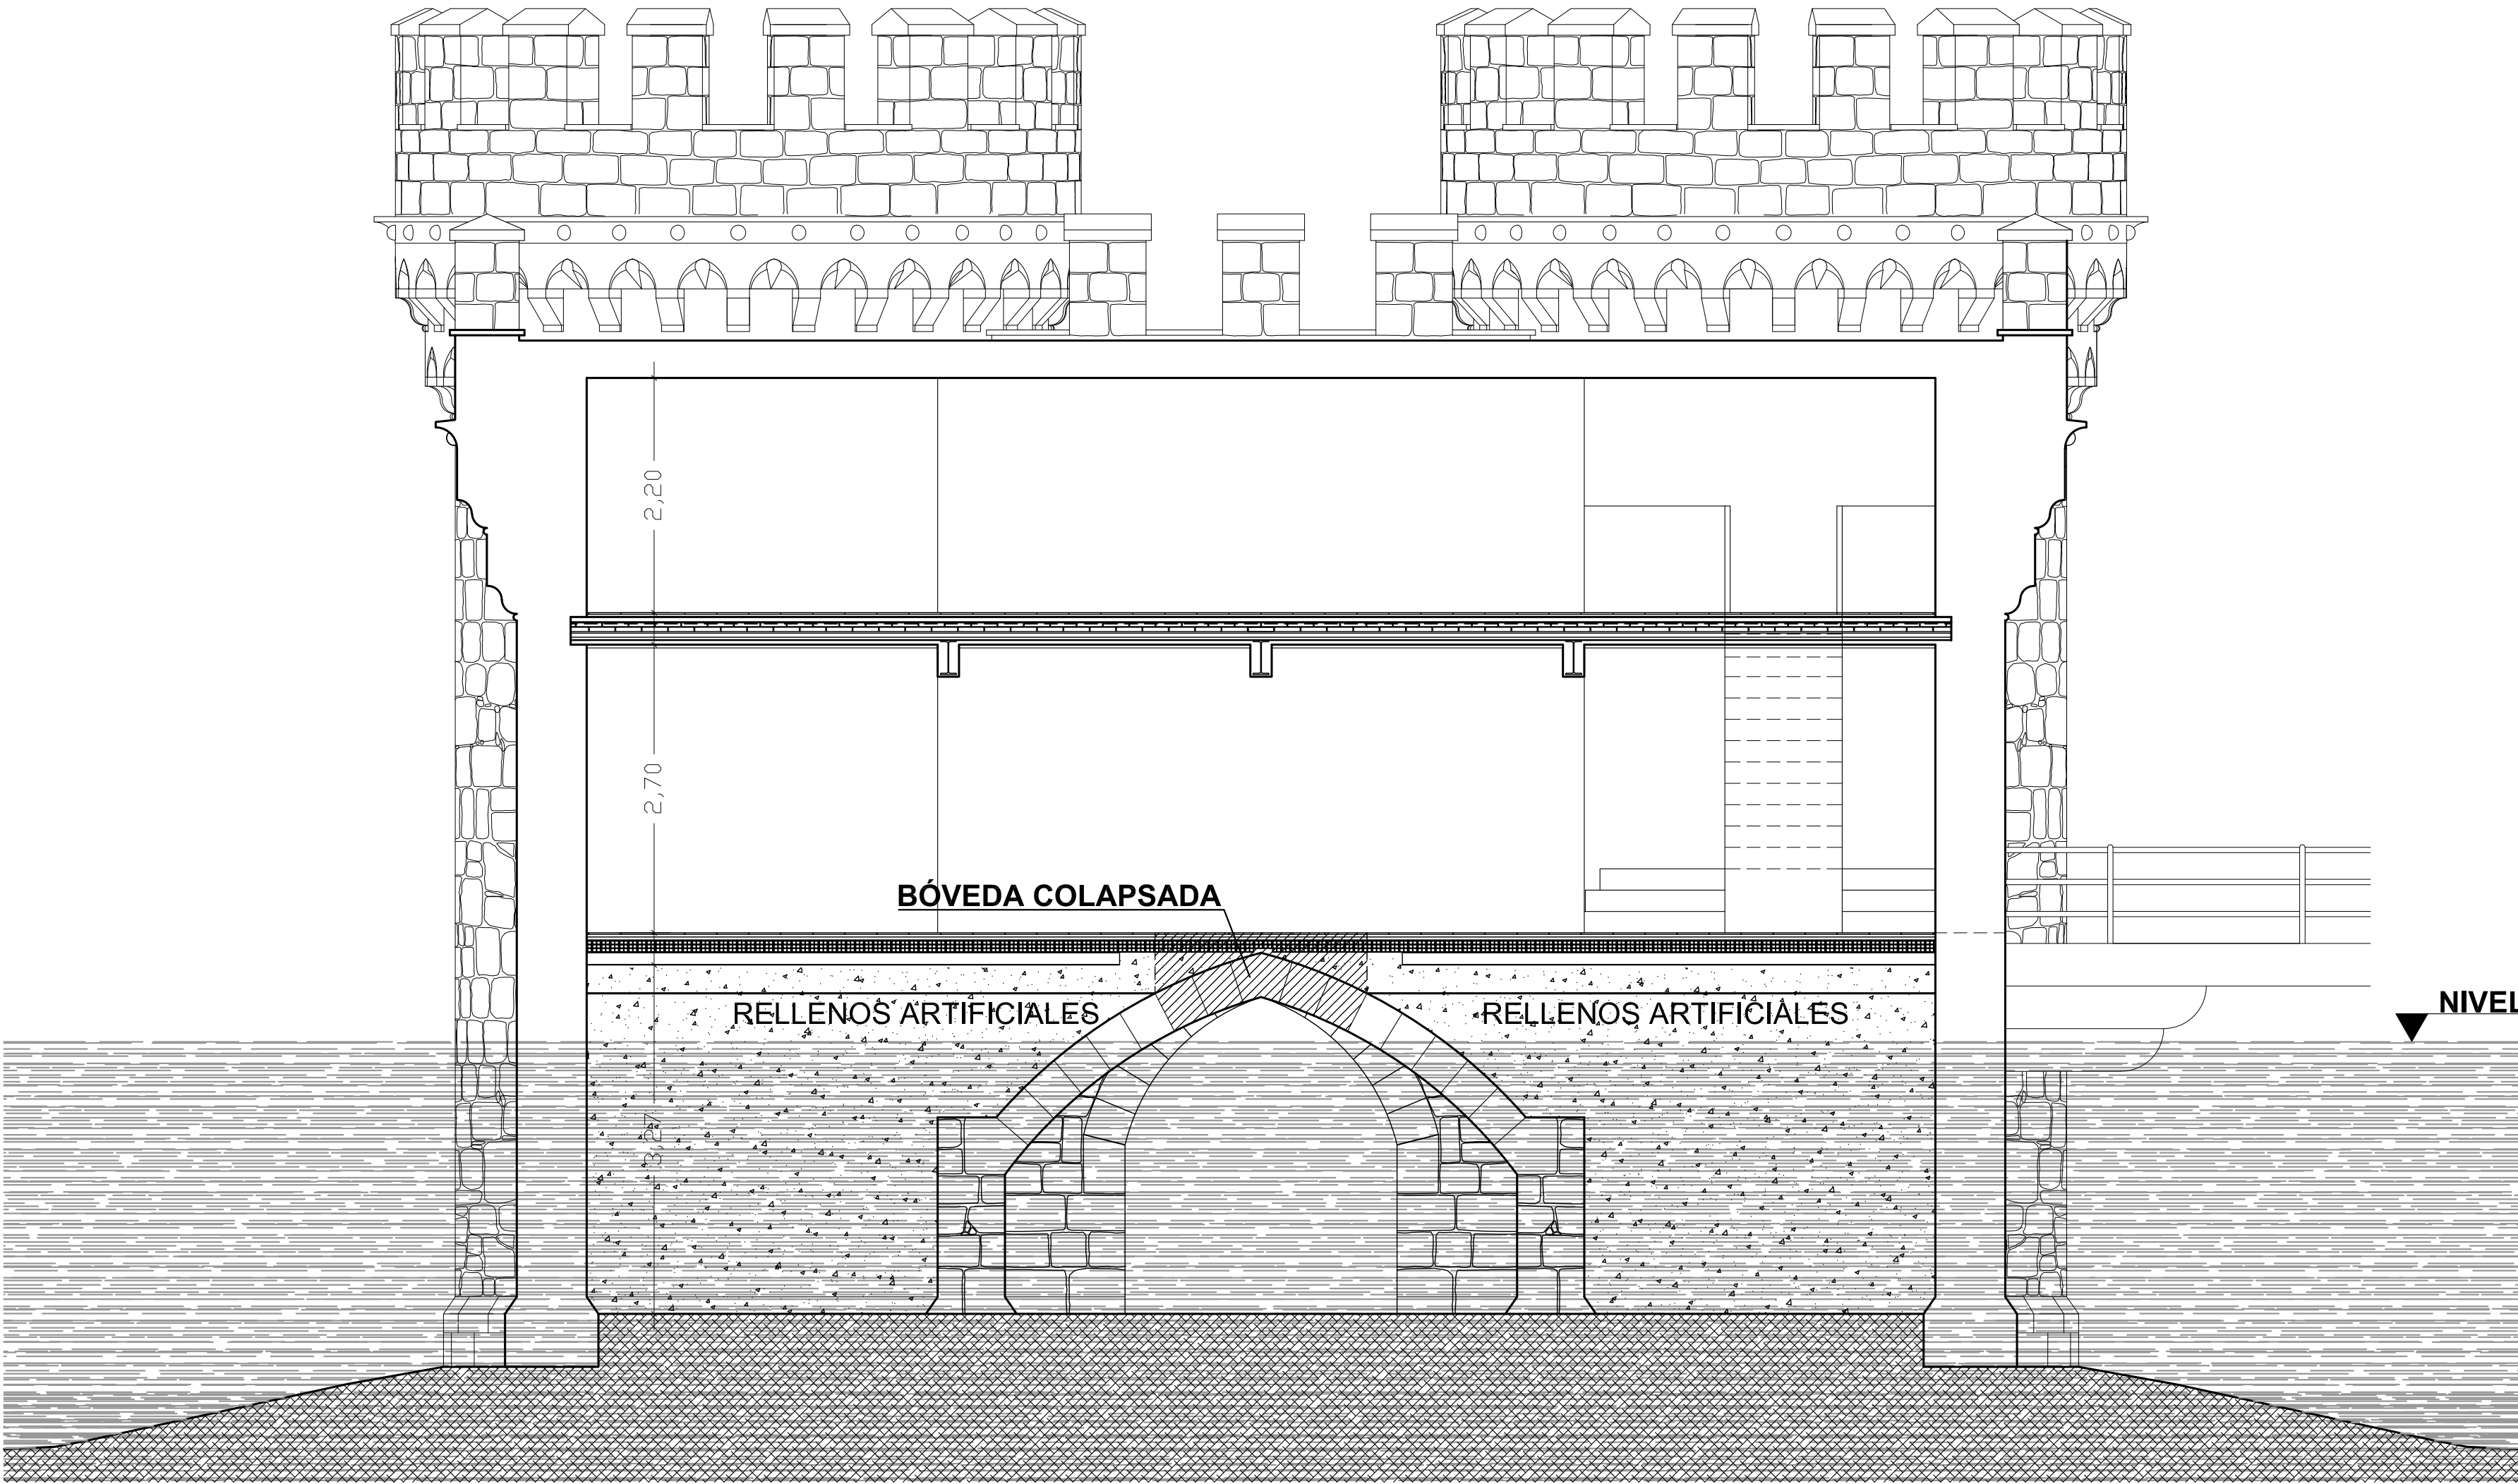 2,20
2,70
BÓVEDA COLAPSADA
RELLENOS ARTIFICIALES
RELLENOS ARTIFICIALES
NIVEL